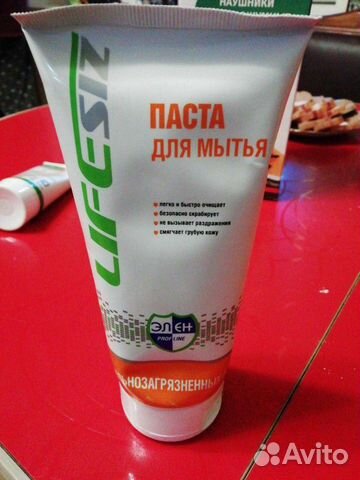 НАУШНИКИ
LIFESIZ
ПАСТА
ДЛЯ МЫТЬЯ
• легко и быстро очищает
• безопасно скрабирует
• не вызывает раздражения
• смягчает грубую кожу
ЭЛЕН
PROF LINE
ЬНОЗАГРЯЗНЕННЫ
Avito